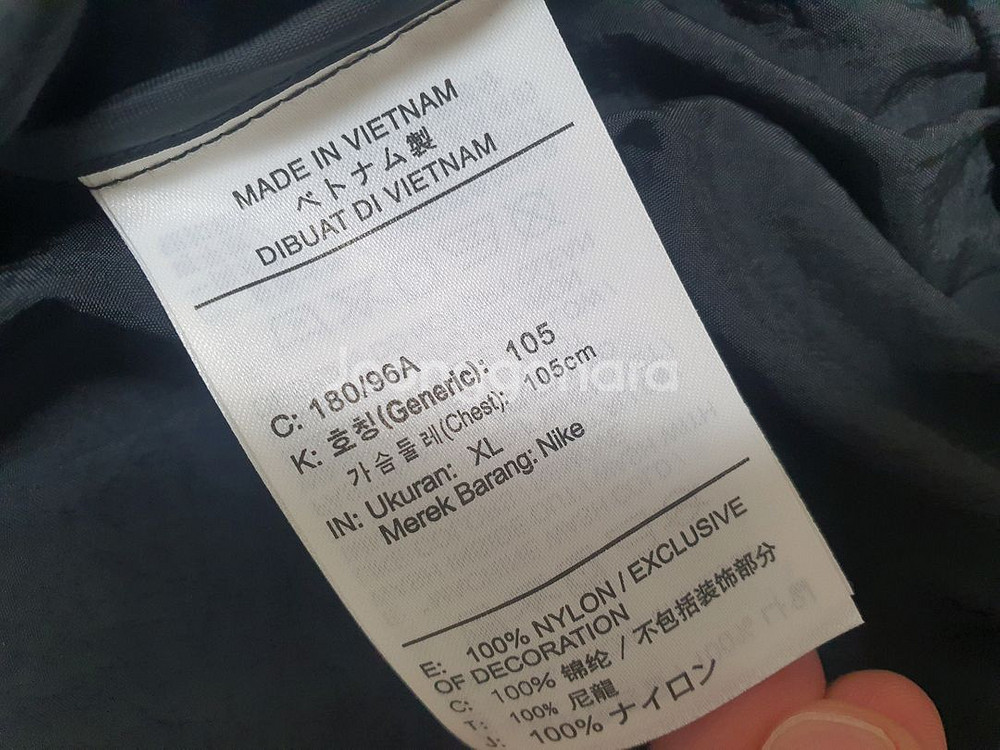 MADE IN VIETNAM
ベトナム製
DIBUAT DI VIETNAM
C: 180/96A
K: 호칭(Generic): 105
가슴둘레(Chest): 105cm
IN: Ukuran: XL
Merek Barang: Nike
E: 100% NYLON / EXCLUSIVE
OF DECORATION
C: 100% 锦纶 / 不包括装饰部分
T: 100% 尼龍
J: 100% ナイロン